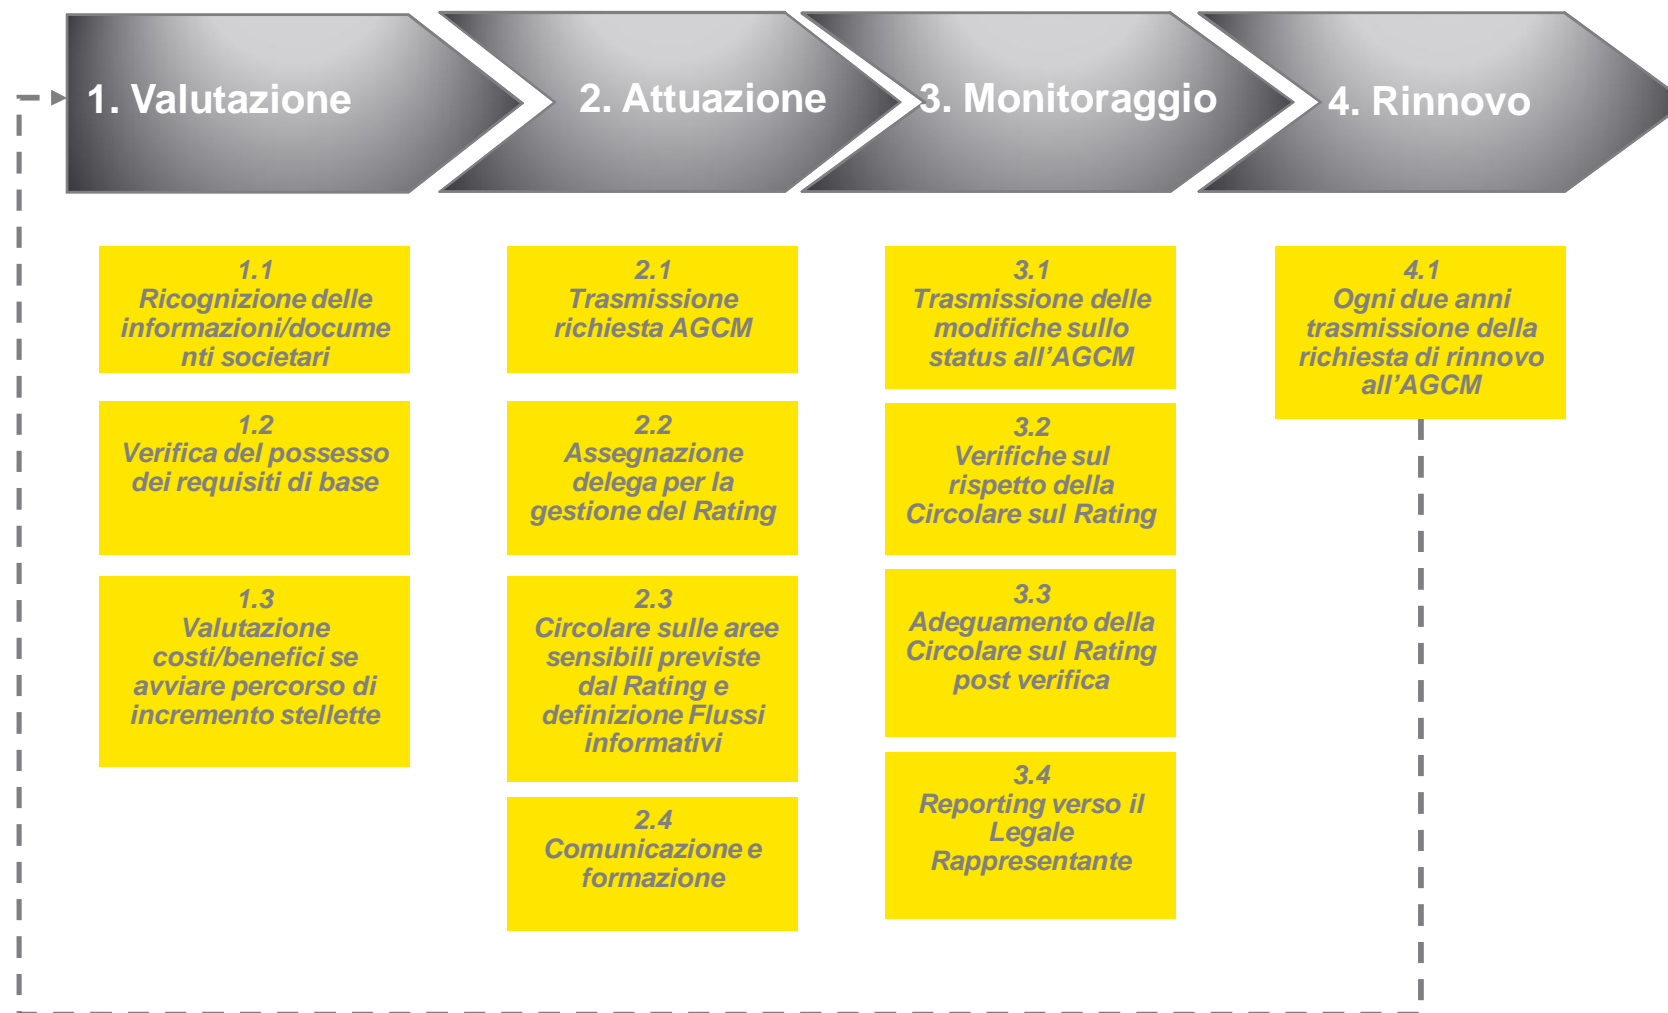 1. Valutazione
2. Attuazione
3. Monitoraggio
4. Rinnovo
1.1
Ricognizione delle
informazioni/docume
nti societari
1.2
Verifica del possesso
dei requisiti di base
1.3
Valutazione
costi/benefici se
avviare percorso di
incremento stellette
2.1
Trasmissione
richiesta AGCM
2.2
Assegnazione
delega per la
gestione del Rating
2.3
Circolare sulle aree
sensibili previste
dal Rating e
definizione Flussi
informativi
2.4
Comunicazione e
formazione
3.1
Trasmissione delle
modifiche sullo
status all’AGCM
3.2
Verifiche sul
rispetto della
Circolare sul Rating
3.3
Adeguamento della
Circolare sul Rating
post verifica
3.4
Reporting verso il
Legale
Rappresentante
4.1
Ogni due anni
trasmissione della
richiesta di rinnovo
all’AGCM